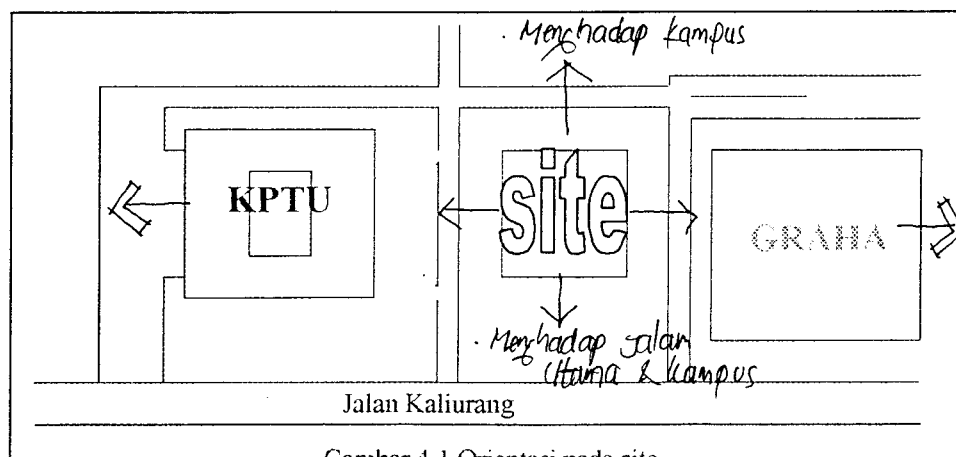 . Menghadap Kampus
KPTU
site
GRAHA
. Menghadap Jalan
Utama & Kampus
Jalan Kaliurang
Gambar 4.1 Orientasi pada site